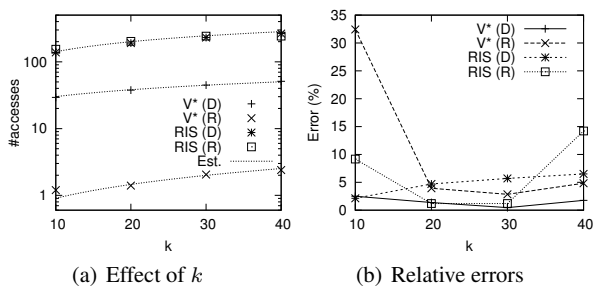 #accesses
100
10
1
V* (D)
V* (R)
RIS (D)
RIS (R)
Est.
10 20 30 40
k
(a) Effect of k
Error (%)
35
30
25
20
15
10
5
0
V* (D)
V* (R)
RIS (D)
RIS (R)
10 20 30 40
k
(b) Relative errors